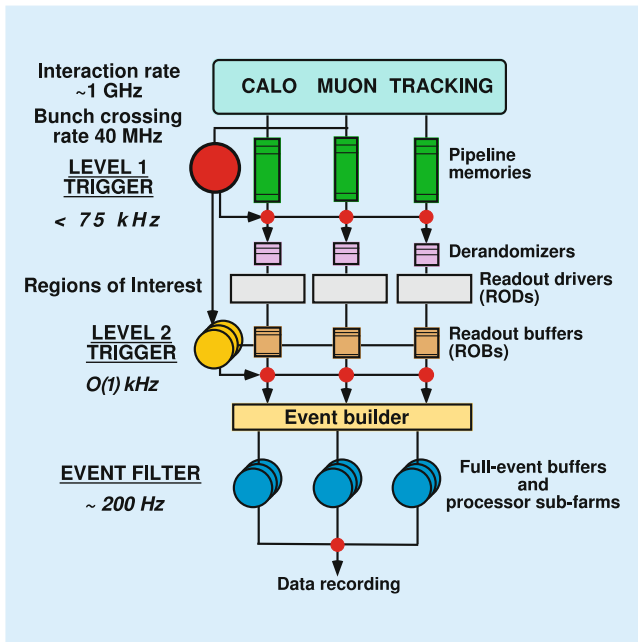 Interaction rate
~1 GHz
CALO MUON TRACKING
Bunch crossing
rate 40 MHz
LEVEL 1
TRIGGER
< 75 kHz
Pipeline
memories
Derandomizers
Regions of Interest
Readout drivers
(RODs)
LEVEL 2
TRIGGER
O(1) kHz
Readout buffers
(ROBs)
Event builder
EVENT FILTER
~ 200 Hz
Full-event buffers
and
processor sub-farms
Data recording